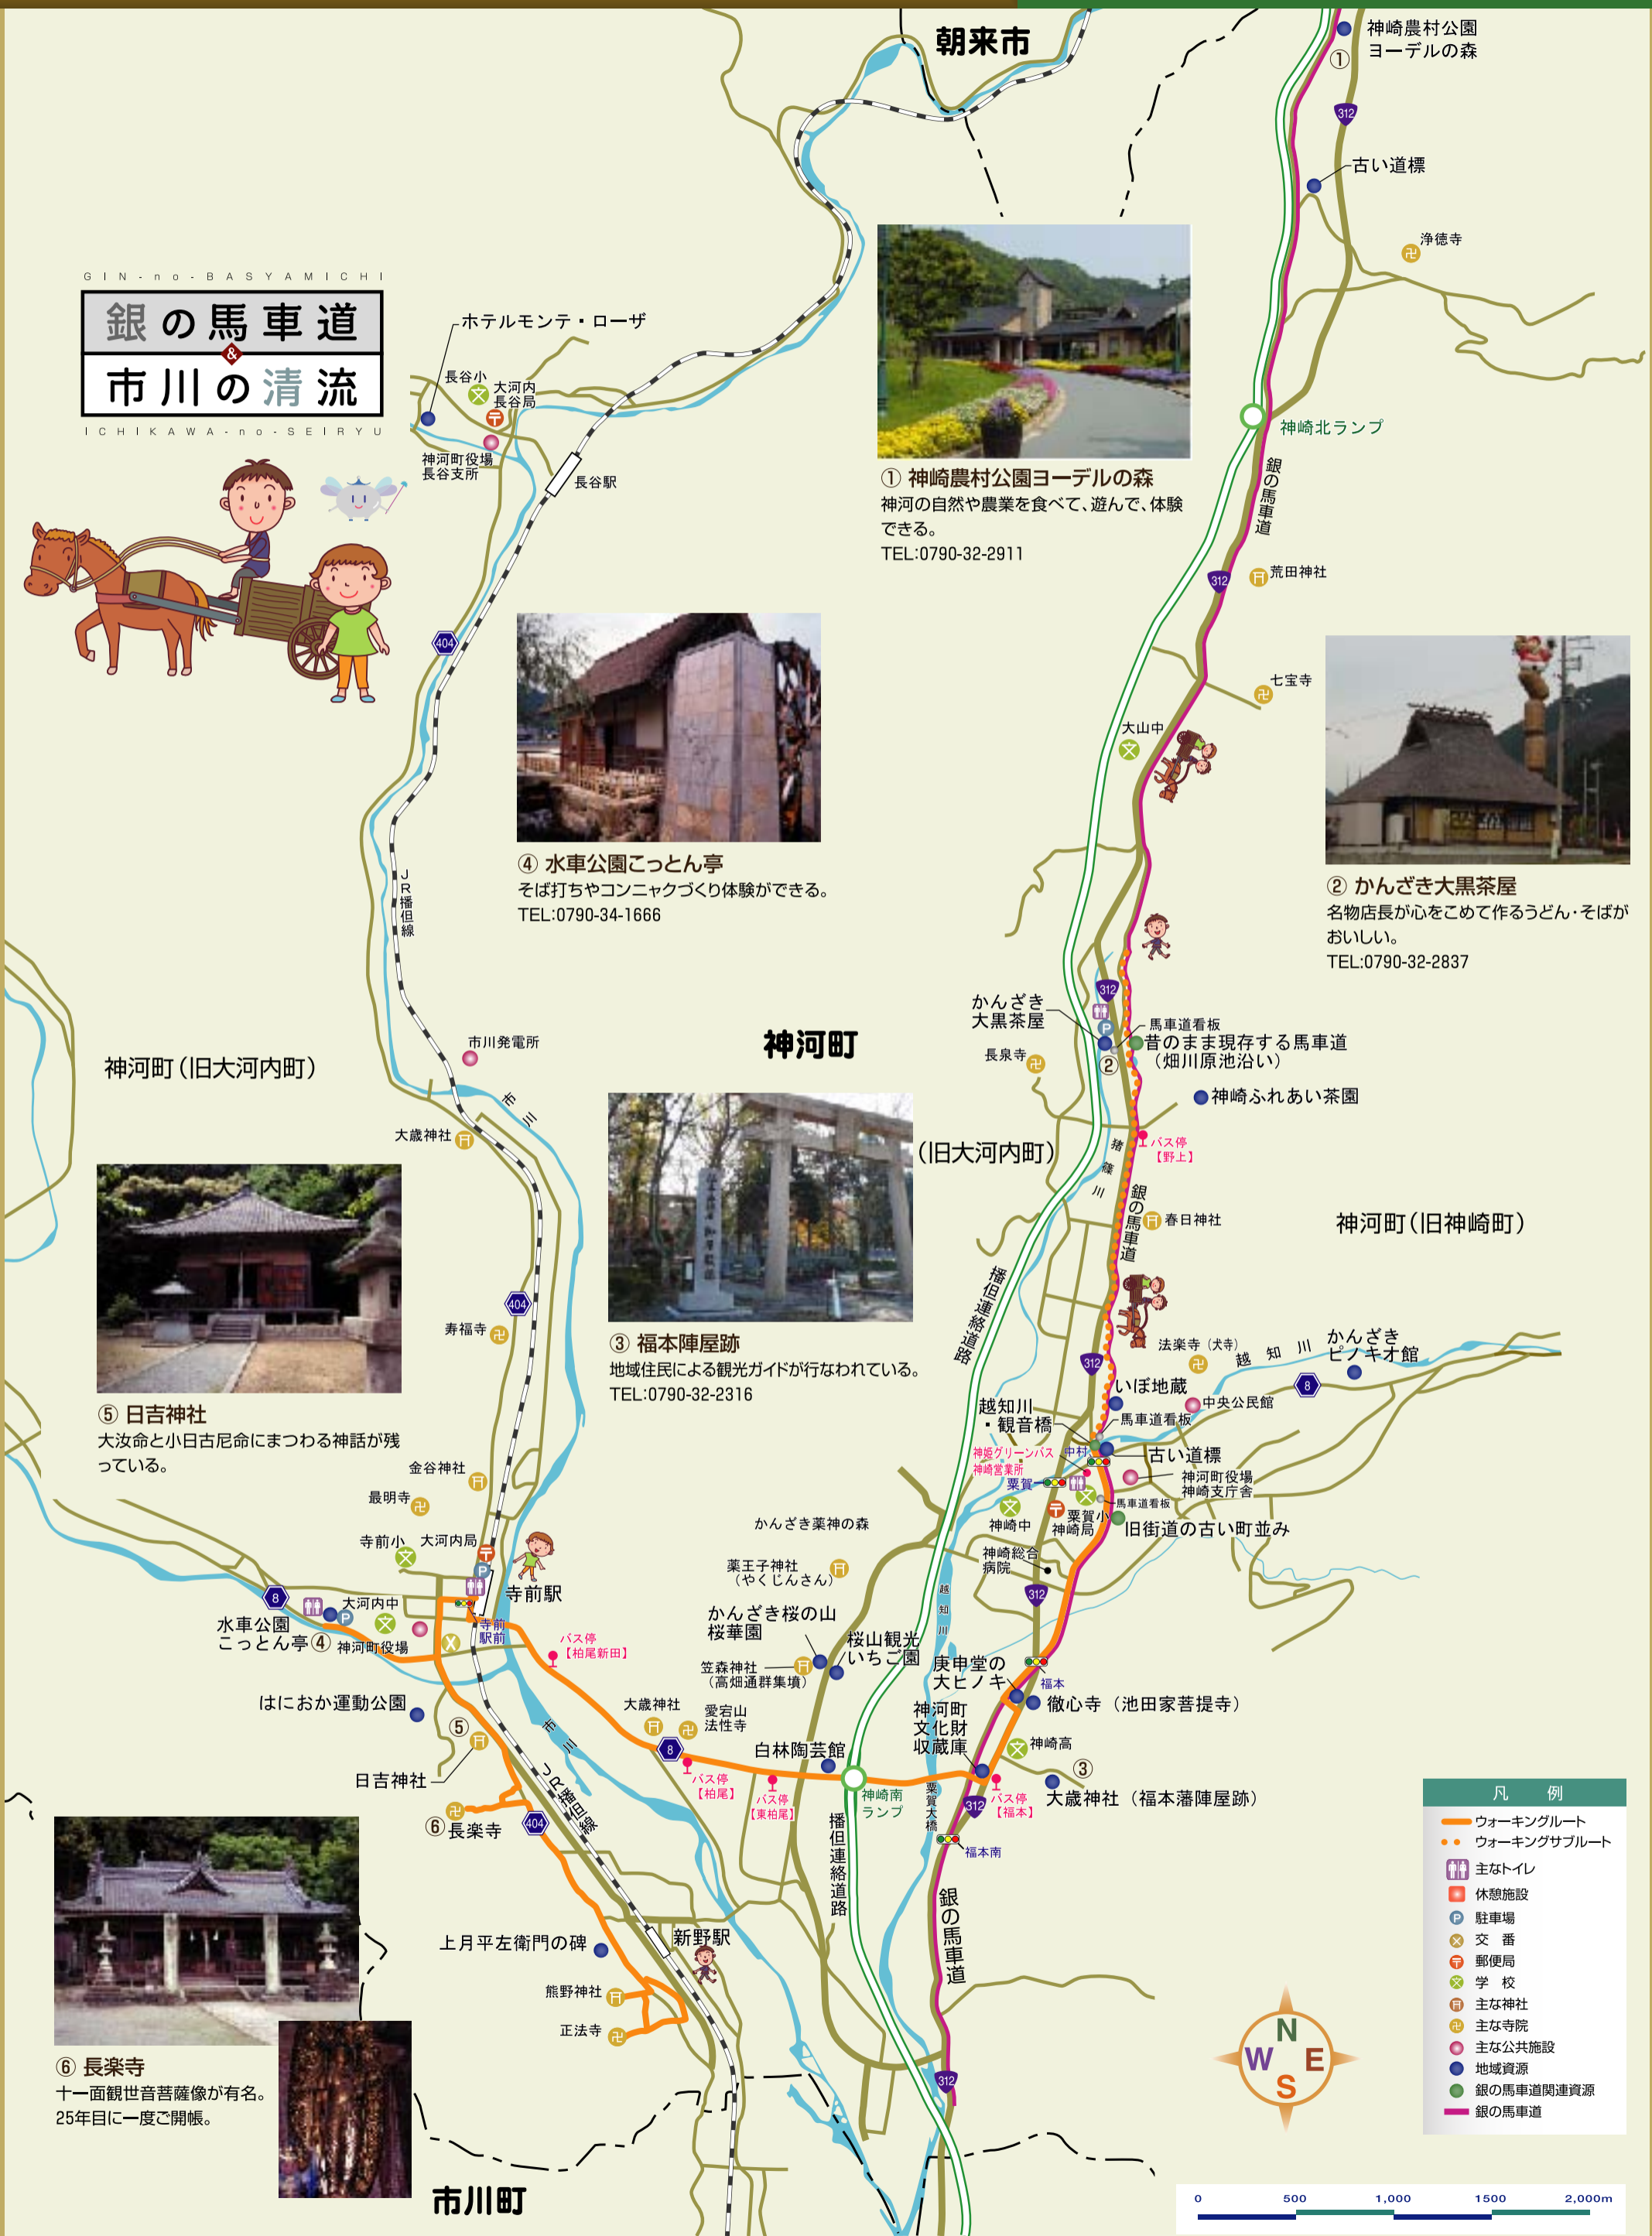 朝来市
神崎農村公園
ヨーデルの森
①
312
古い道標
浄徳寺
GIN-no-BASYAMICHI
銀の馬車道
&
市川の清流
ICHIKAWA-no-SEIRYU
ホテルモンテ・ローザ
長谷小
大河内
長谷局
神河町役場
長谷支所
長谷駅
神崎北ランプ
銀の馬車道
① 神崎農村公園ヨーデルの森
神河の自然や農業を食べて、遊んで、体験
できる。
TEL:0790-32-2911
312
荒田神社
404
七宝寺
大山中
④ 水車公園こっとん亭
そば打ちやコンニャクづくり体験ができる。
TEL:0790-34-1666
JR播但線
② かんざき大黒茶屋
名物店長が心をこめて作るうどん・そばが
おいしい。
TEL:0790-32-2837
312
かんざき
大黒茶屋
P
馬車道看板
昔のまま現存する馬車道
（畑川原池沿い）
②
長泉寺
神崎ふれあい茶園
市川発電所
神河町
神河町（旧大河内町）
市川
大歳神社
（旧大河内町）
バス停
【野上】
猪篠川
銀の馬車道
春日神社
神河町（旧神崎町）
播但連絡道路
404
寿福寺
③ 福本陣屋跡
地域住民による観光ガイドが行なわれている。
TEL:0790-32-2316
⑤ 日吉神社
大汝命と小日古尼命にまつわる神話が残
っている。
312
法楽寺（犬寺）
越知川
かんざき
ピノキオ館
8
いぼ地蔵
中央公民館
越知川
・観音橋
馬車道看板
神姫グリーンバス
神崎営業所
中村
古い道標
粟賀
神河町役場
神崎支庁舎
馬車道看板
神崎中
神崎局
粟賀小
旧街道の古い町並み
神崎総合
病院
312
金谷神社
最明寺
寺前小
大河内局
P
寺前駅
寺前
駅前
8
水車公園
こっとん亭④
P
大河内中
神河町役場
バス停
【柏尾新田】
かんざき薬神の森
薬王子神社
（やくじんさん）
越知川
かんざき桜の山
桜華園
桜山観光
いちご園
笠森神社
（高畑通群集墳）
庚申堂の
大ヒノキ
福本
徹心寺（池田家菩提寺）
神河町
文化財
収蔵庫
神崎高
③
大歳神社（福本藩陣屋跡）
はにおか運動公園
⑤
日吉神社
⑥
長楽寺
404
市川
JR播但線
大歳神社
愛宕山
法性寺
8
バス停
【柏尾】
白林陶芸館
バス停
【東柏尾】
神崎南
ランプ
粟賀大橋
312
バス停
【福本】
福本南
播但連絡道路
銀の馬車道
上月平左衛門の碑
新野駅
熊野神社
正法寺
312
⑥ 長楽寺
十一面観世音菩薩像が有名。
25年目に一度ご開帳。
市川町
凡 例
ウォーキングルート
ウォーキングサブルート
主なトイレ
休憩施設
P 駐車場
交 番
郵便局
文 学 校
主な神社
主な寺院
主な公共施設
地域資源
銀の馬車道関連資源
銀の馬車道
N
W E
S
0 500 1,000 1500 2,000m